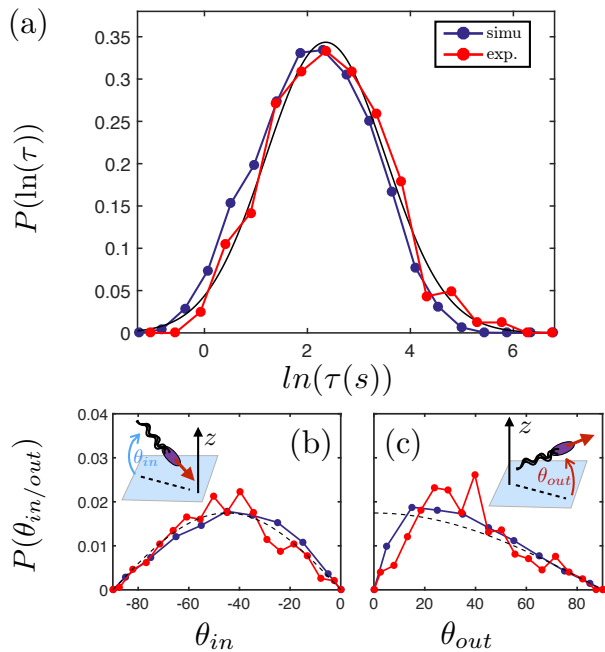 (a)
simu
exp.
P(ln(τ))
0.35
0.3
0.25
0.2
0.15
0.1
0.05
0
0 2 4 6
ln(τ(s))
(b)
(c)
P(θin/out)
0.04
0.03
0.02
0.01
0
z
θin
z
θout
-80 -60 -40 -20 0
0 20 40 60 80
θin
θout